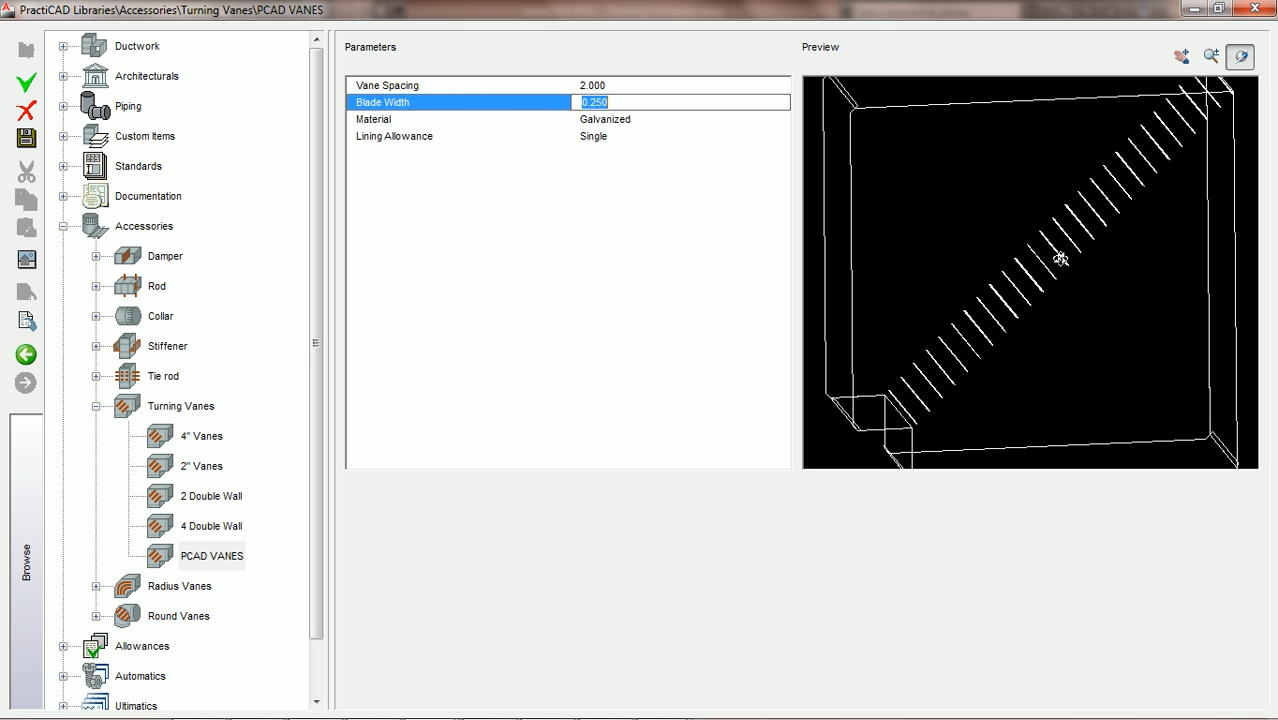 PractiCAD Libraries\Accessories\Turning Vanes\PCAD VANES
Ductwork
Architecturals
Piping
Custom Items
Standards
Documentation
Accessories
Damper
Rod
Collar
Stiffener
Tie rod
Turning Vanes
4" Vanes
2" Vanes
2 Double Wall
4 Double Wall
PCAD VANES
Radius Vanes
Round Vanes
Allowances
Automatics
Ultimatics
Browse
Parameters
Vane Spacing 2.000
Blade Width 0.250
Material Galvanized
Lining Allowance Single
Preview